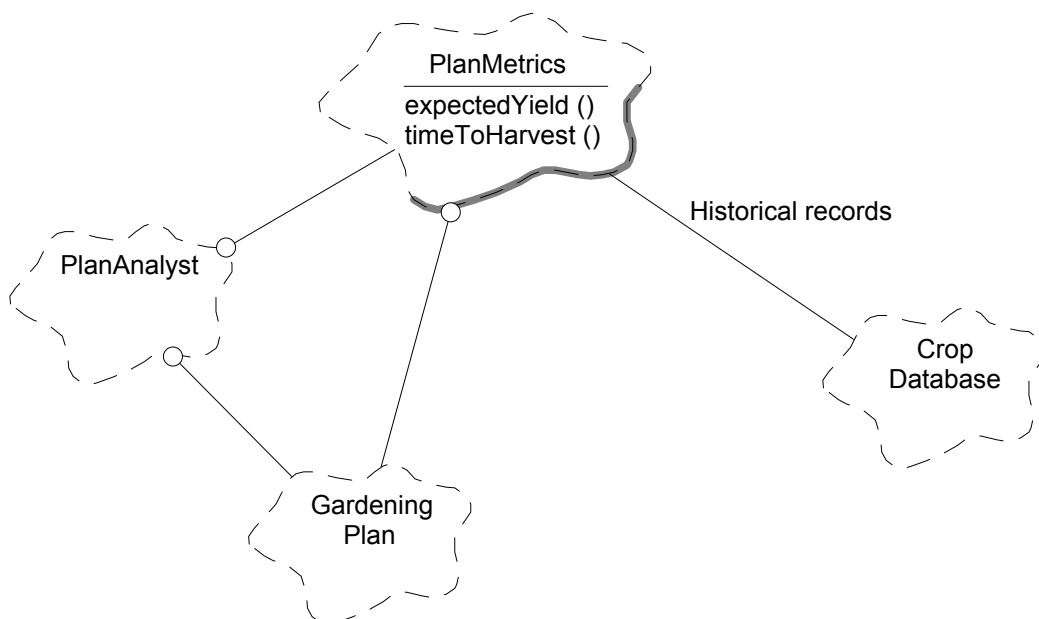 PlanMetrics
expectedYield ()
timeToHarvest ()
Historical records
PlanAnalyst
Crop
Database
Gardening
Plan